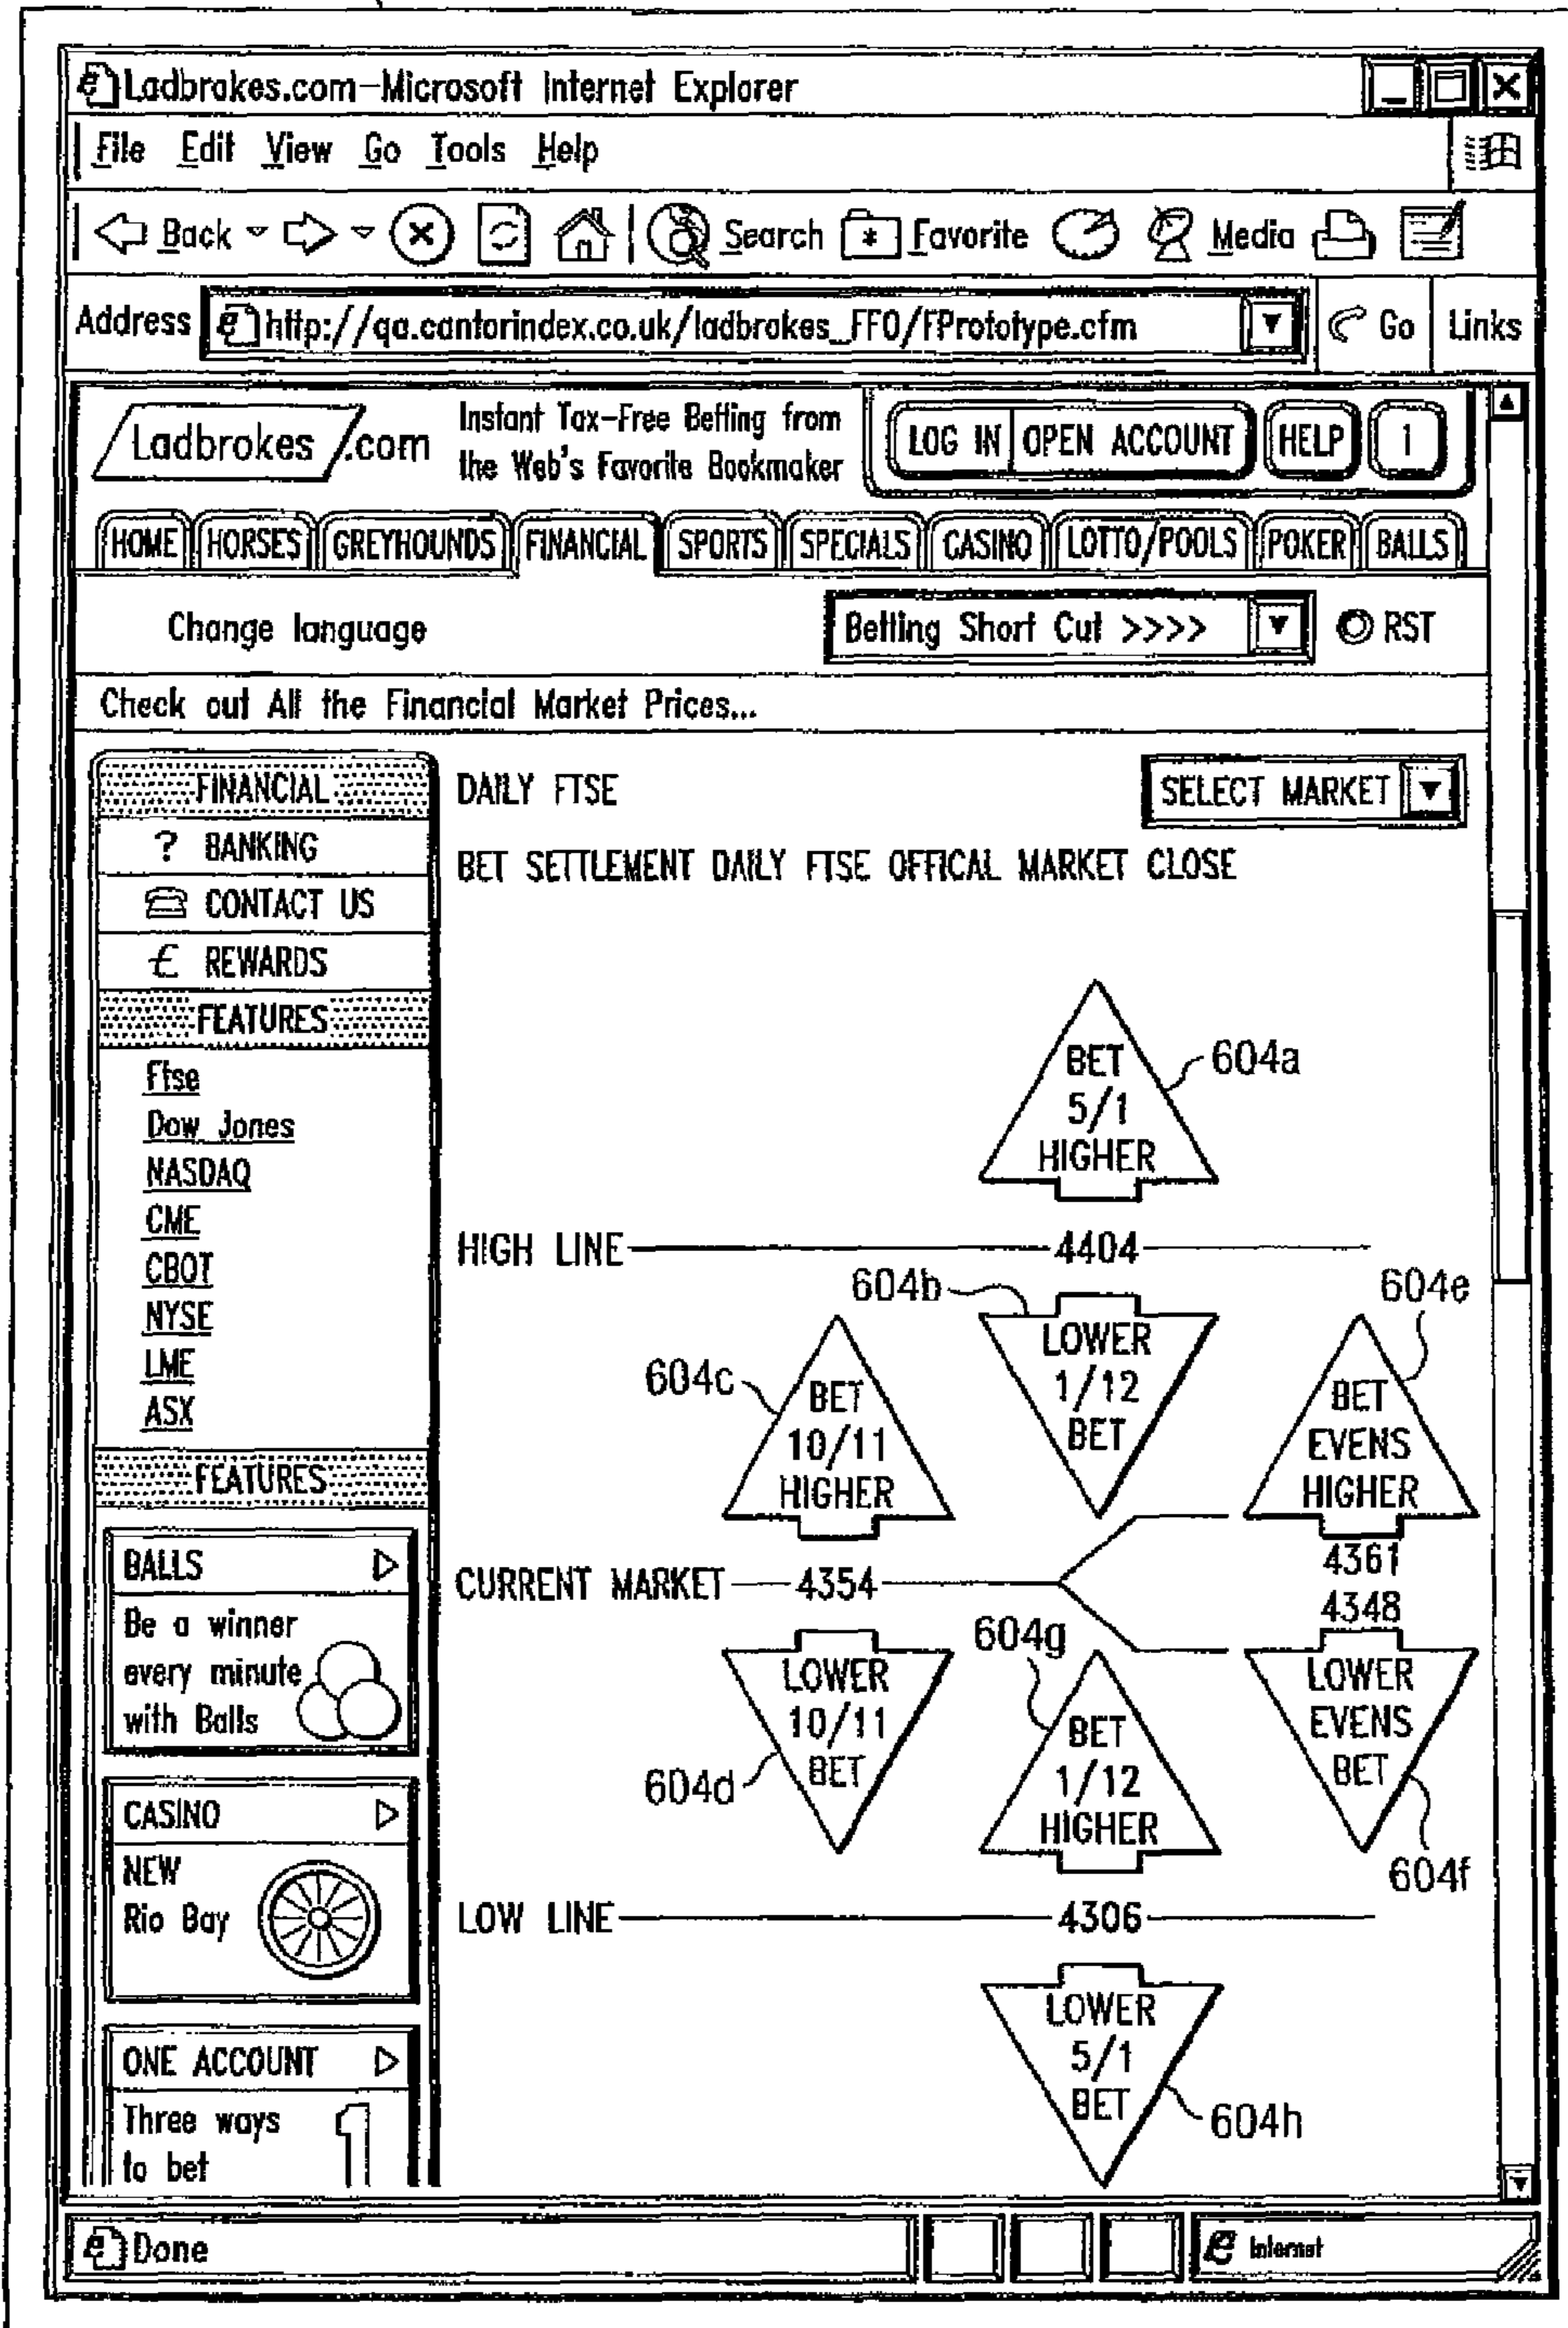 Ladbrokes.com-Microsoft Internet Explorer
File Edit View Go Tools Help
Back Search Favorite Media
Address http://qa.cantorindex.co.uk/ladbrokes_FFO/FPrototype.cfm Go Links
Ladbrokes.com
Instant Tax-Free Betting from
the Web's Favorite Bookmaker
LOG IN OPEN ACCOUNT HELP 1
HOME HORSES GREYHOUNDS FINANCIAL SPORTS SPECIALS CASINO LOTTO/POOLS POKER BALLS
Change language Betting Short Cut >>>> RST
Check out All the Financial Market Prices...
FINANCIAL
? BANKING
CONTACT US
£ REWARDS
FEATURES
Ftse
Dow Jones
NASDAQ
CME
CBOT
NYSE
LME
ASX
FEATURES
BALLS
Be a winner
every minute
with Balls
CASINO
NEW
Rio Bay
ONE ACCOUNT
Three ways
to bet
1
DAILY FTSE SELECT MARKET
BET SETTLEMENT DAILY FTSE OFFICAL MARKET CLOSE
BET
5/1
HIGHER
604a
HIGH LINE 4404
604b
LOWER
1/12
BET
604c
BET
10/11
HIGHER
604e
BET
EVENS
HIGHER
4361
CURRENT MARKET 4354
4348
LOWER
10/11
BET
604d
604g
BET
1/12
HIGHER
LOWER
EVENS
BET
604f
LOW LINE 4306
LOWER
5/1
BET
604h
Done Internet